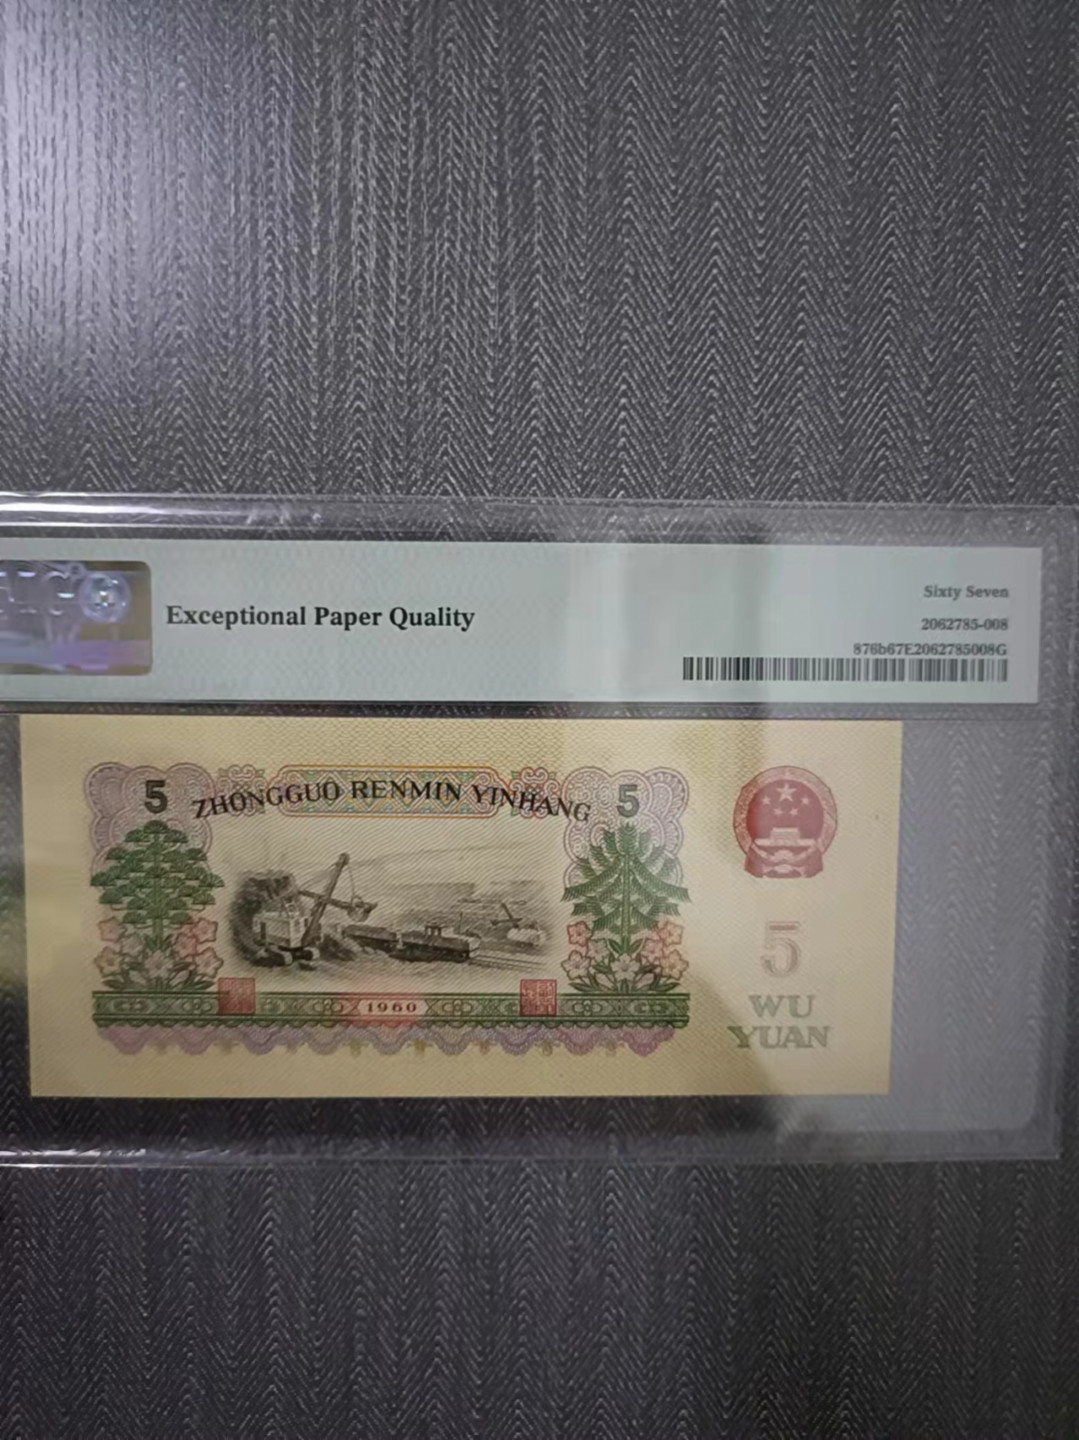 Exceptional Paper Quality
Sixty Seven
2062785-008
876b67E2062785008G
5 ZHONGGUO RENMIN YINHANG 5
1960
5
WU
YUAN